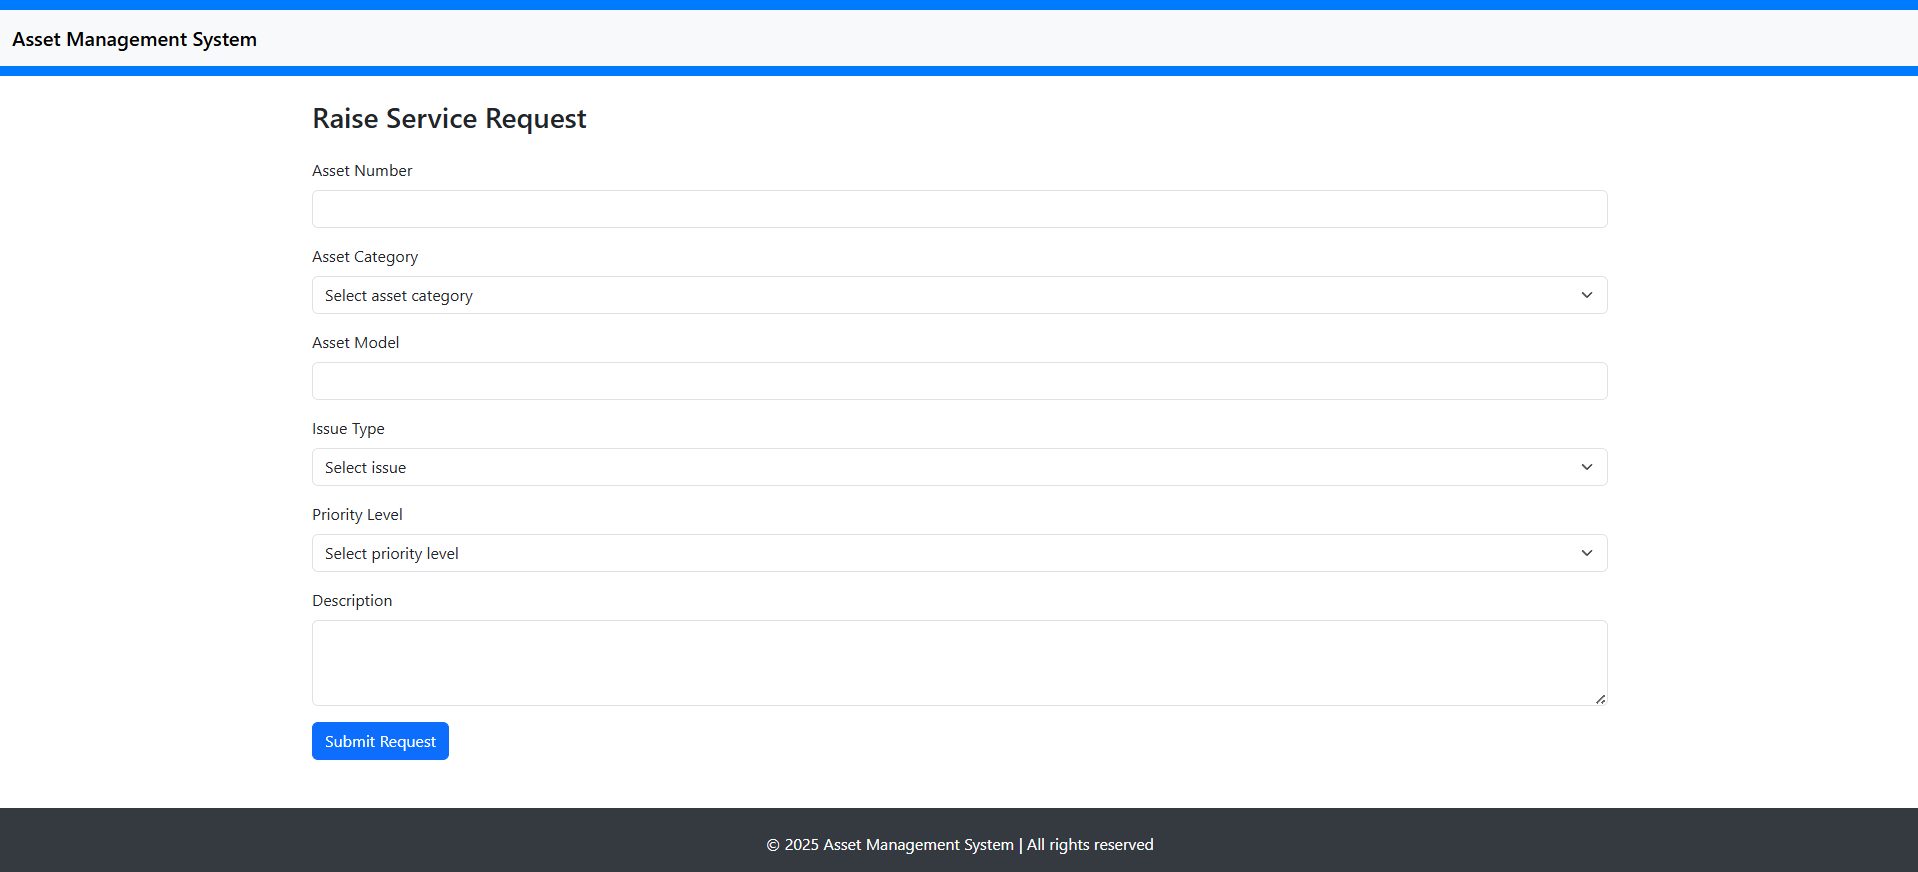 Asset Management System
Raise Service Request
Asset Number
Asset Category
Select asset category
Asset Model
Issue Type
Select issue
Priority Level
Select priority level
Description
Submit Request
© 2025 Asset Management System | All rights reserved